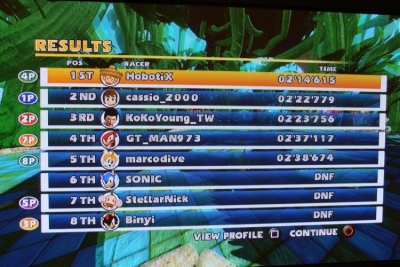 RESULTS
POS RACER TIME
4P 1ST HobotiX 02'14"615
1P 2ND cassio_2000 02'22"779
2P 3RD KoKoYoung_TW 02'23"756
7P 4TH GT_MAN973 02'37"117
8P 5TH marcodive 02'38"674
6TH SONIC DNF
5P 7TH StellarNick DNF
3P 8TH Binyi DNF
VIEW PROFILE CONTINUE